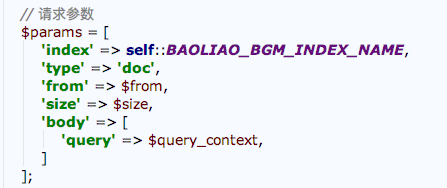 // 请求参数
$params = [
'index' => self::BAOLIAO_BGM_INDEX_NAME,
'type' => 'doc',
'from' => $from,
'size' => $size,
'body' => [
'query' => $query_context,
]
];